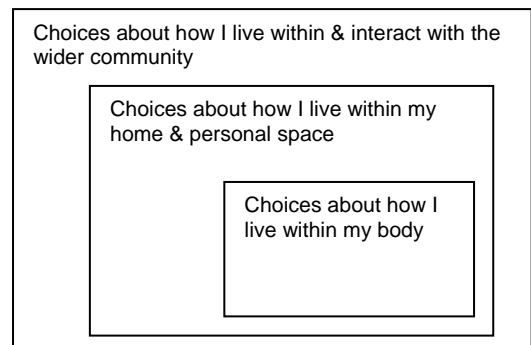 Choices about how I live within & interact with the
wider community
Choices about how I live within my
home & personal space
Choices about how I
live within my body